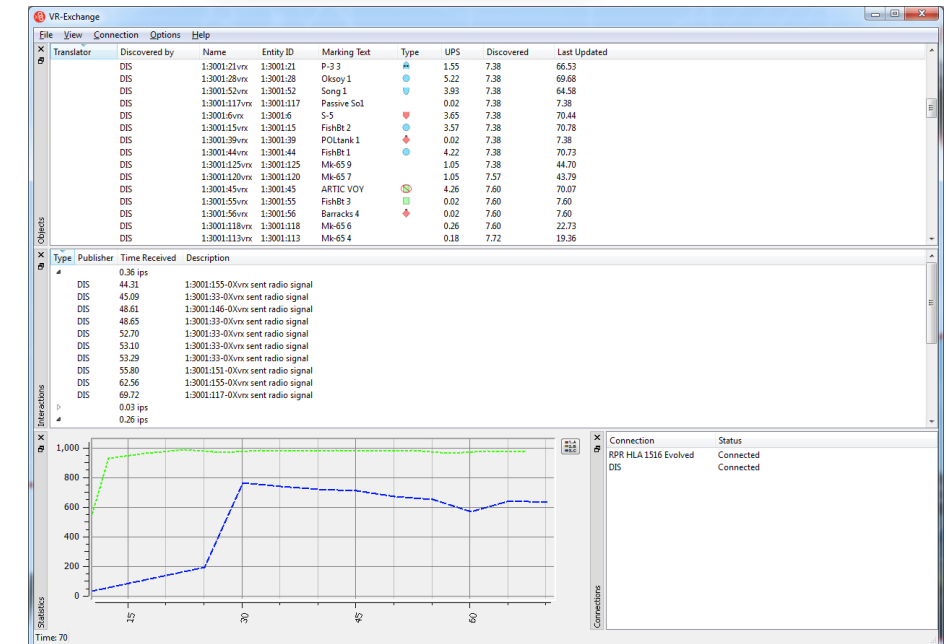 VR-Exchange
File View Connection Options Help
Translator Discovered by Name Entity ID Marking Text Type UPS Discovered Last Updated
DIS 1:3001:21vrx 1:3001:21 P-3 3 1.55 7.38 66.53
DIS 1:3001:28vrx 1:3001:28 Oksoy 1 5.22 7.38 69.68
DIS 1:3001:52vrx 1:3001:52 Song 1 3.93 7.38 64.58
DIS 1:3001:117vrx 1:3001:117 Passive So1 0.02 7.38 7.38
DIS 1:3001:6vrx 1:3001:6 S-5 3.65 7.38 70.44
DIS 1:3001:15vrx 1:3001:15 FishBt 2 3.57 7.38 70.78
DIS 1:3001:39vrx 1:3001:39 POLtank 1 0.02 7.38 7.38
DIS 1:3001:44vrx 1:3001:44 FishBt 1 4.22 7.38 70.73
DIS 1:3001:125vrx 1:3001:125 Mk-65 9 1.05 7.38 44.70
DIS 1:3001:120vrx 1:3001:120 Mk-65 7 1.05 7.57 43.79
DIS 1:3001:45vrx 1:3001:45 ARTIC VOY 4.26 7.60 70.07
DIS 1:3001:55vrx 1:3001:55 FishBt 3 0.02 7.60 7.60
DIS 1:3001:56vrx 1:3001:56 Barracks 4 0.02 7.60 7.60
DIS 1:3001:118vrx 1:3001:118 Mk-65 6 0.26 7.60 22.73
DIS 1:3001:113vrx 1:3001:113 Mk-65 4 0.18 7.72 19.36
Objects
Type Publisher Time Received Description
0.36 ips
DIS 44.31 1:3001:155-0Xvrx sent radio signal
DIS 45.09 1:3001:33-0Xvrx sent radio signal
DIS 48.61 1:3001:146-0Xvrx sent radio signal
DIS 48.65 1:3001:33-0Xvrx sent radio signal
DIS 52.70 1:3001:33-0Xvrx sent radio signal
DIS 53.10 1:3001:33-0Xvrx sent radio signal
DIS 53.29 1:3001:33-0Xvrx sent radio signal
DIS 55.80 1:3001:151-0Xvrx sent radio signal
DIS 62.56 1:3001:155-0Xvrx sent radio signal
DIS 69.72 1:3001:117-0Xvrx sent radio signal
0.03 ips
0.26 ips
Interactions
1,000
800
600
400
200
0
15 30 45 60
Statistics
Connection Status
RPR HLA 1516 Evolved Connected
DIS Connected
Connections
Time: 70